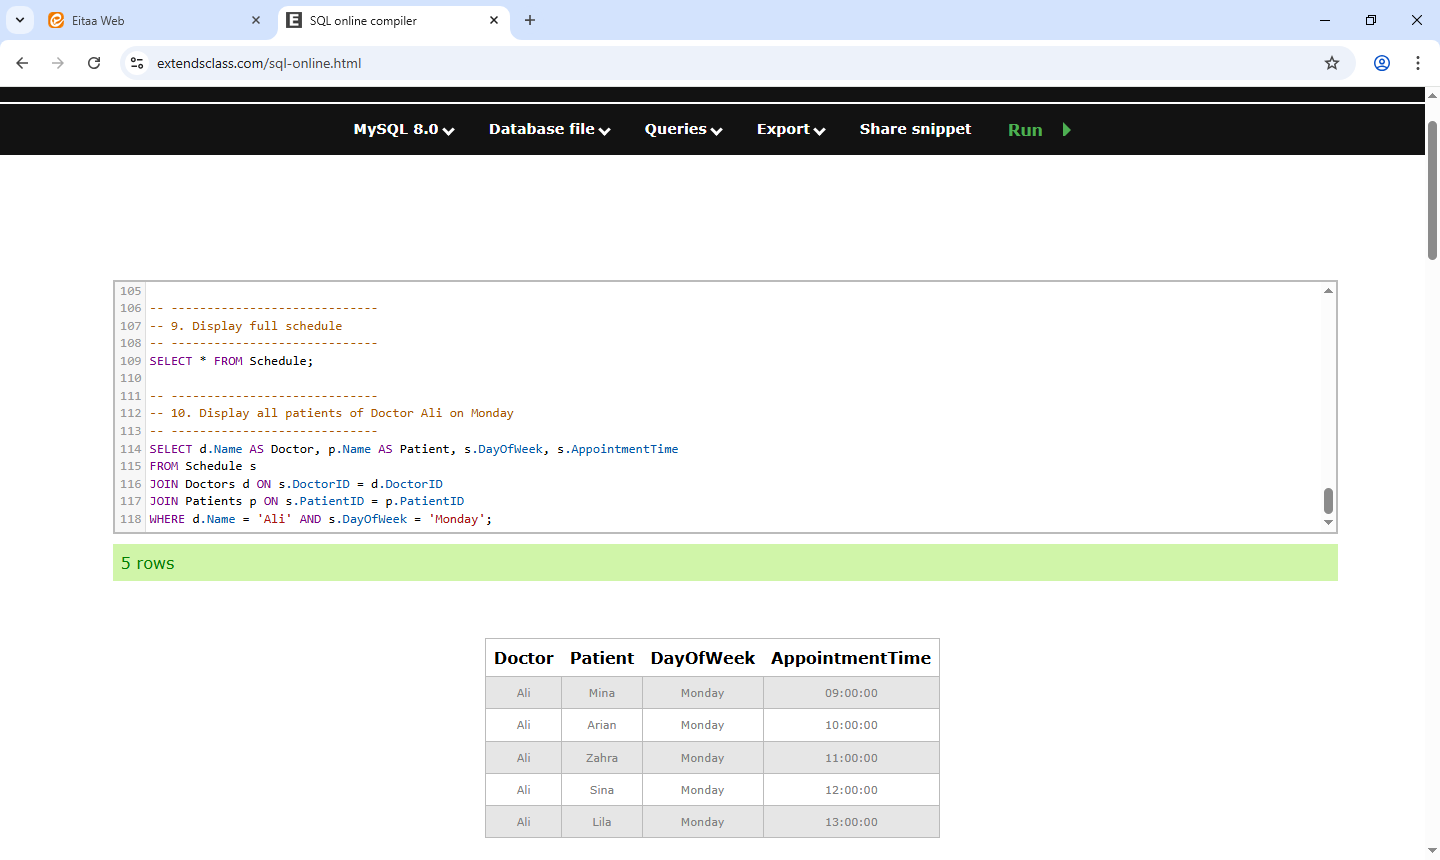 Eitaa Web
SQL online compiler
extendsclass.com/sql-online.html
MySQL 8.0 Database file Queries Export Share snippet Run
105
106 -- -----------------------------
107 -- 9. Display full schedule
108 -- -----------------------------
109 SELECT * FROM Schedule;
110
111 -- -----------------------------
112 -- 10. Display all patients of Doctor Ali on Monday
113 -- -----------------------------
114 SELECT d.Name AS Doctor, p.Name AS Patient, s.DayOfWeek, s.AppointmentTime
115 FROM Schedule s
116 JOIN Doctors d ON s.DoctorID = d.DoctorID
117 JOIN Patients p ON s.PatientID = p.PatientID
118 WHERE d.Name = 'Ali' AND s.DayOfWeek = 'Monday';
5 rows
Doctor Patient DayOfWeek AppointmentTime
Ali Mina Monday 09:00:00
Ali Arian Monday 10:00:00
Ali Zahra Monday 11:00:00
Ali Sina Monday 12:00:00
Ali Lila Monday 13:00:00